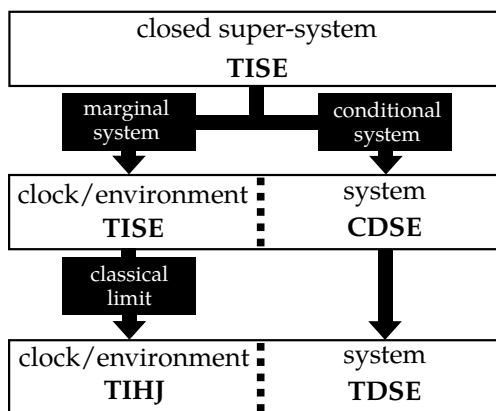 closed super-system
TISE
marginal
system
conditional
system
clock/environment
TISE
system
CDSE
classical
limit
clock/environment
TIHJ
system
TDSE